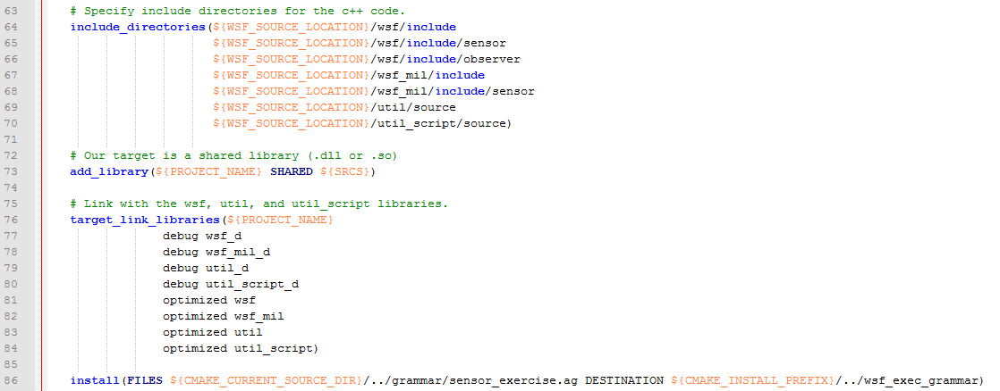 63 # Specify include directories for the c++ code.
64 include_directories(${WSF_SOURCE_LOCATION}/wsf/include
65 ${WSF_SOURCE_LOCATION}/wsf/include/sensor
66 ${WSF_SOURCE_LOCATION}/wsf/include/observer
67 ${WSF_SOURCE_LOCATION}/wsf_mil/include
68 ${WSF_SOURCE_LOCATION}/wsf_mil/include/sensor
69 ${WSF_SOURCE_LOCATION}/util/source
70 ${WSF_SOURCE_LOCATION}/util_script/source)
71
72 # Our target is a shared library (.dll or .so)
73 add_library(${PROJECT_NAME} SHARED ${SRCS})
74
75 # Link with the wsf, util, and util_script libraries.
76 target_link_libraries(${PROJECT_NAME}
77 debug wsf_d
78 debug wsf_mil_d
79 debug util_d
80 debug util_script_d
81 optimized wsf
82 optimized wsf_mil
83 optimized util
84 optimized util_script)
85
86 install(FILES ${CMAKE_CURRENT_SOURCE_DIR}/../grammar/sensor_exercise.ag DESTINATION ${CMAKE_INSTALL_PREFIX}/../wsf_exec_grammar)